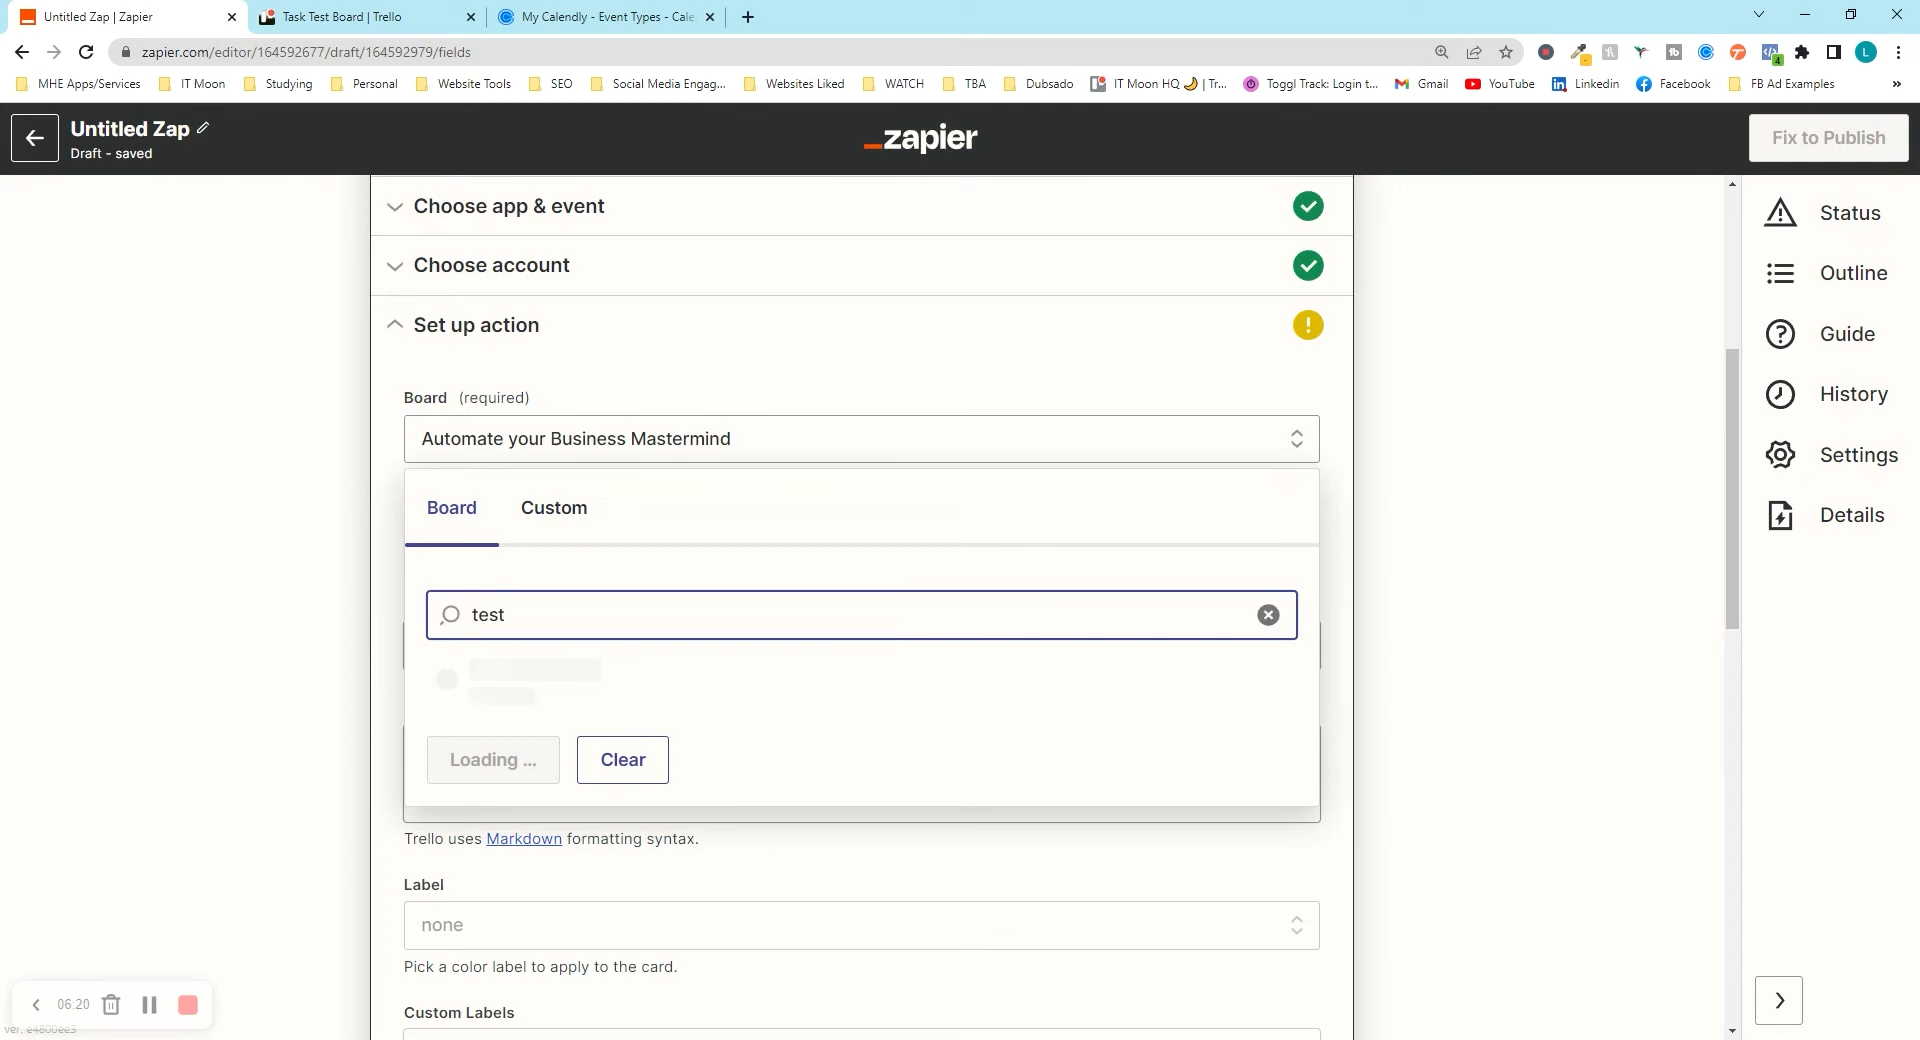 Untitled Zap | Zapier
Task Test Board | Trello
My Calendly - Event Types - Cale
zapier.com/editor/164592677/draft/164592979/fields
MHE Apps/Services
IT Moon
Studying
Personal
Website Tools
SEO
Social Media Engag...
Websites Liked
WATCH
TBA
Dubsado
IT Moon HQ 🌙 | Tr...
Toggl Track: Login t...
Gmail
YouTube
Linkedin
Facebook
FB Ad Examples
»
Untitled Zap
Draft - saved
_zapier
Fix to Publish
Choose app & event
Choose account
Set up action
Board (required)
Automate your Business Mastermind
Board Custom
test
Loading ...
Clear
Trello uses Markdown formatting syntax.
Label
none
Pick a color label to apply to the card.
Custom Labels
Status
Outline
Guide
History
Settings
Details
06:20
ver. e4800ee3